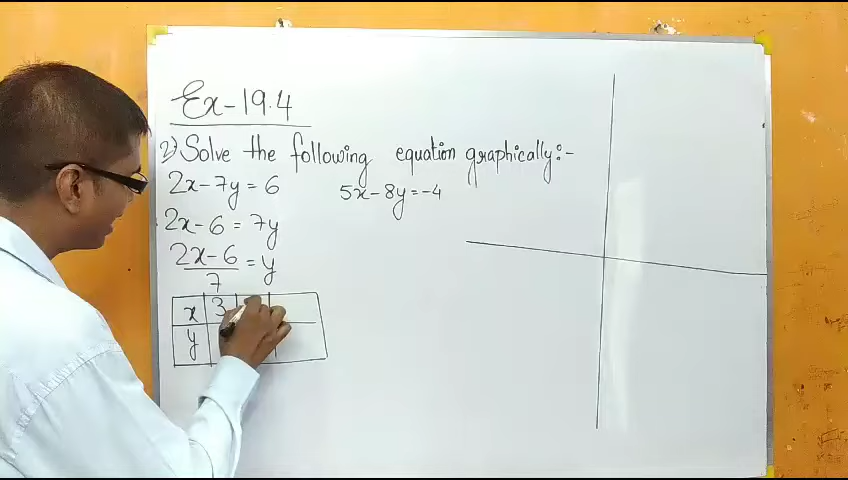 Ex-19.4
2) Solve the following equation graphically:-
2x-7y=6
5x-8y=-4
2x-6=7y
2x-6
7
=y
x 3
y